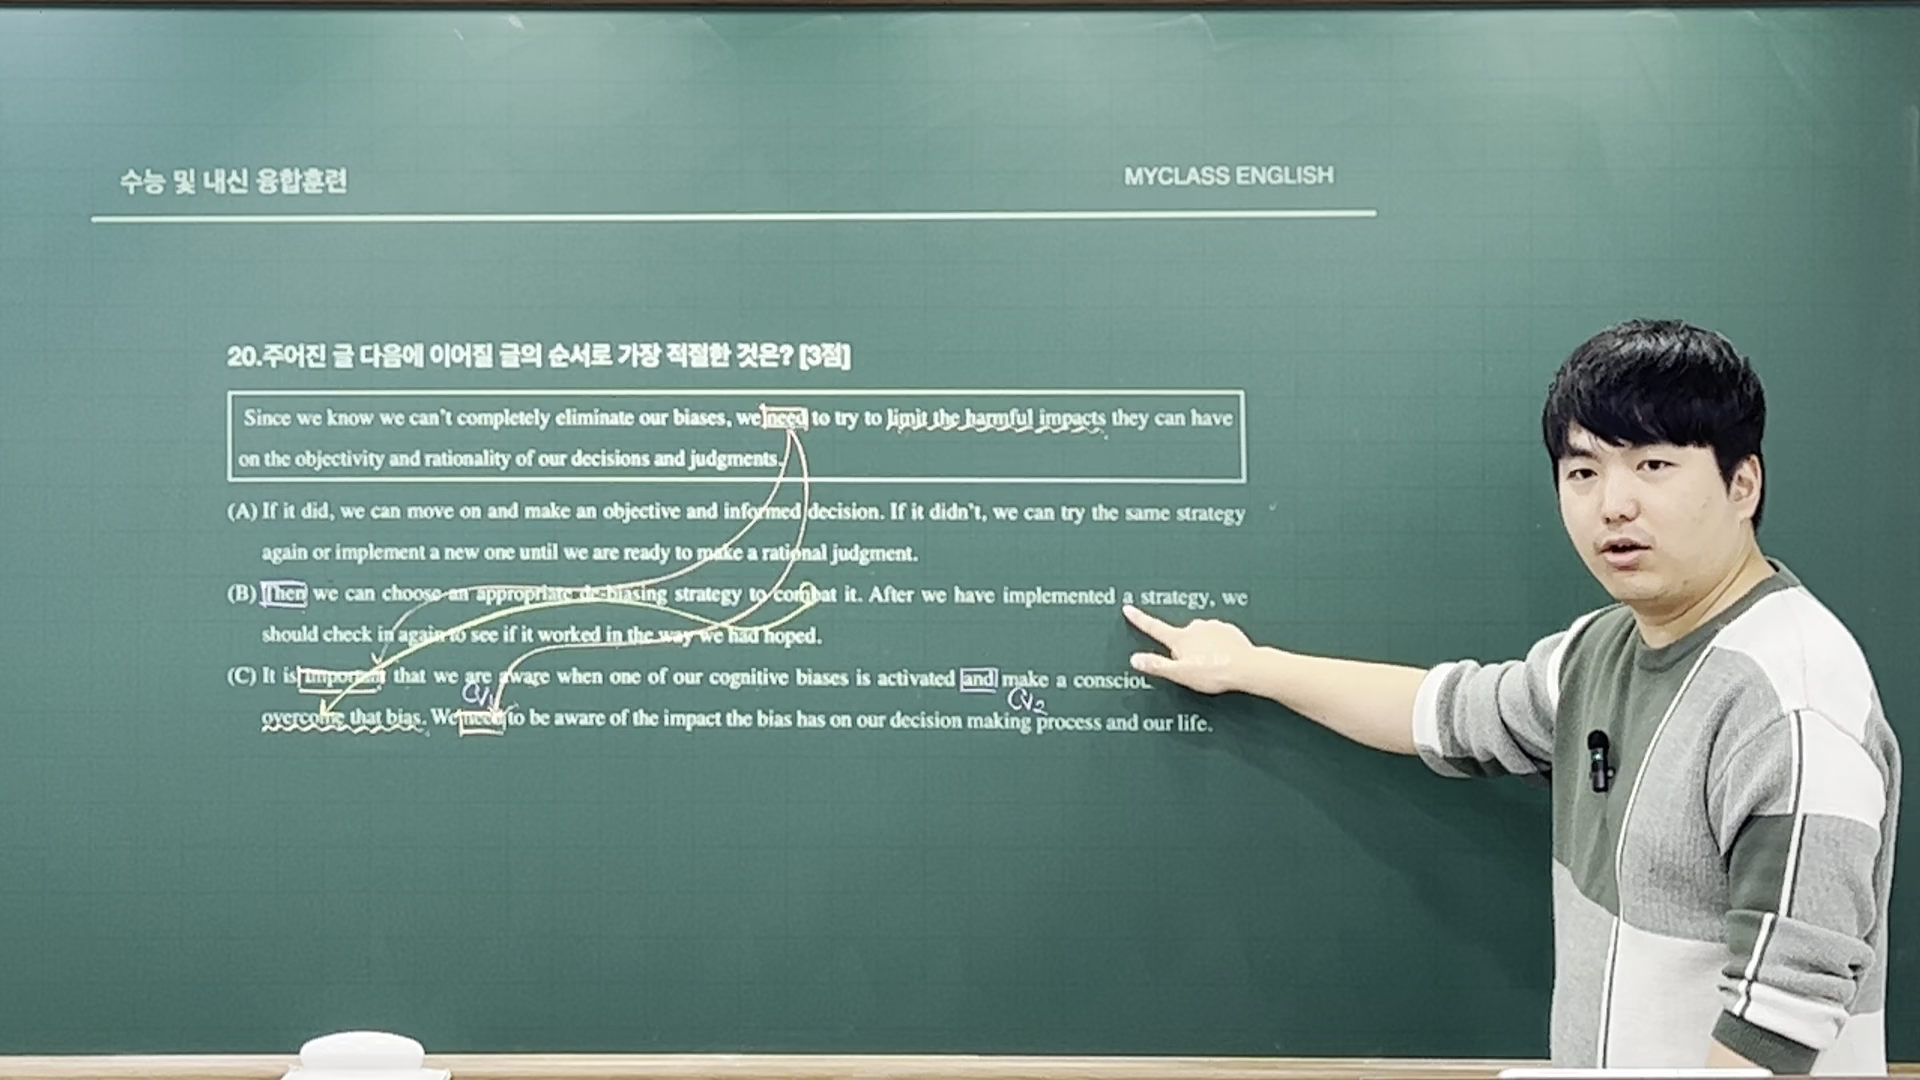 수능 및 내신 융합훈련
MYCLASS ENGLISH
20.주어진 글 다음에 이어질 글의 순서로 가장 적절한 것은? [3점]
Since we know we can't completely eliminate our biases, we need to try to limit the harmful impacts they can have
on the objectivity and rationality of our decisions and judgments.
(A) If it did, we can move on and make an objective and informed decision. If it didn't, we can try the same strategy
again or implement a new one until we are ready to make a rational judgment.
(B) Then we can choose an appropriate de-biasing strategy to combat it. After we have implemented a strategy, we
should check in again to see if it worked in the way we had hoped.
(C) It is important that we are aware when one of our cognitive biases is activated and make a
overcome that bias. We need to be aware of the impact the bias has on our decision making process and our life.